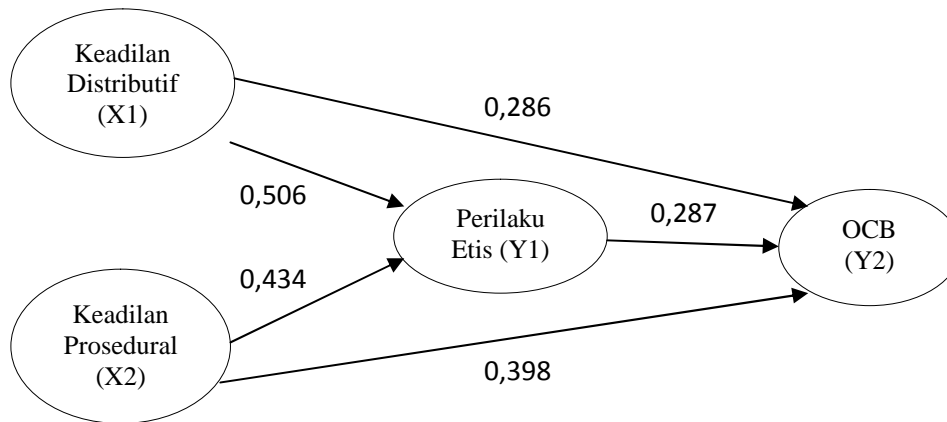 Keadilan
Distributif
(X1)
0,286
0,506
Perilaku
Etis (Y1)
0,287
OCB
(Y2)
0,434
Keadilan
Prosedural
(X2)
0,398